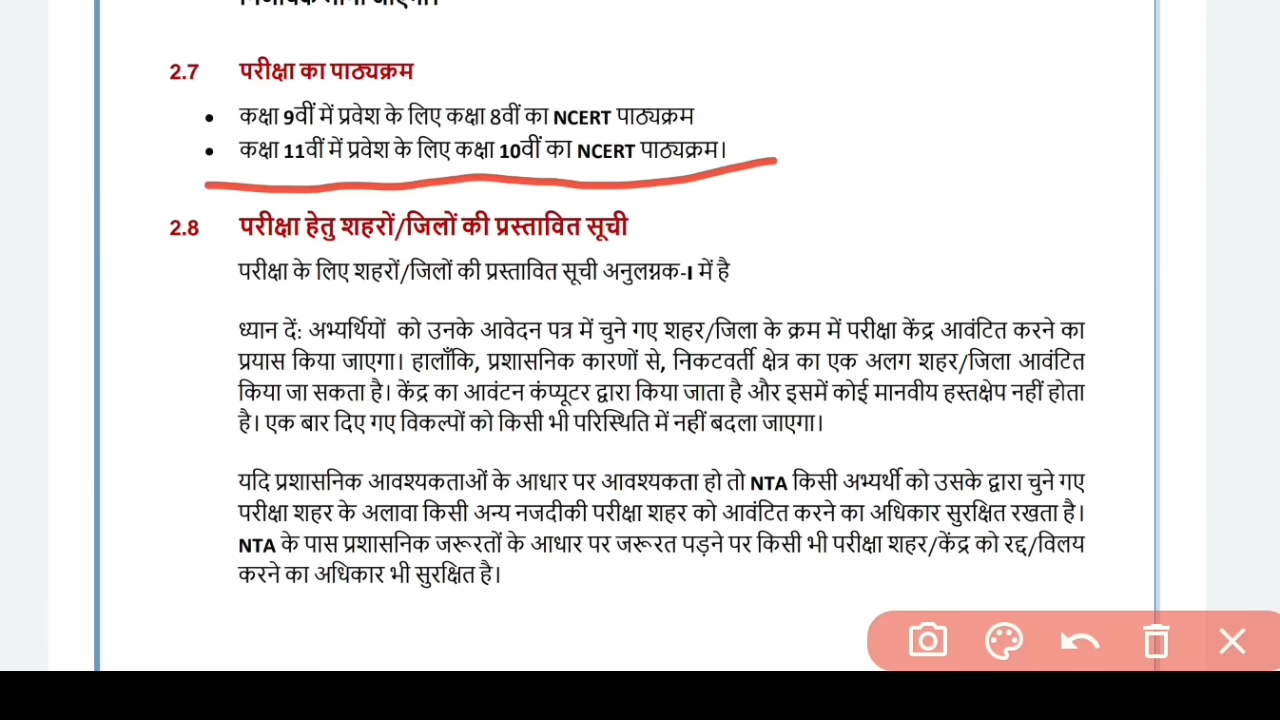 2.7 परीक्षा का पाठ्यक्रम
• कक्षा 9वीं में प्रवेश के लिए कक्षा 8वीं का NCERT पाठ्यक्रम
• कक्षा 11वीं में प्रवेश के लिए कक्षा 10वीं का NCERT पाठ्यक्रम।
2.8 परीक्षा हेतु शहरों/जिलों की प्रस्तावित सूची
परीक्षा के लिए शहरों/जिलों की प्रस्तावित सूची अनुलग्नक-I में है
ध्यान दें: अभ्यर्थियों को उनके आवेदन पत्र में चुने गए शहर/जिला के क्रम में परीक्षा केंद्र आवंटित करने का
प्रयास किया जाएगा। हालाँकि, प्रशासनिक कारणों से, निकटवर्ती क्षेत्र का एक अलग शहर/जिला आवंटित
किया जा सकता है। केंद्र का आवंटन कंप्यूटर द्वारा किया जाता है और इसमें कोई मानवीय हस्तक्षेप नहीं होता
है। एक बार दिए गए विकल्पों को किसी भी परिस्थिति में नहीं बदला जाएगा।
यदि प्रशासनिक आवश्यकताओं के आधार पर आवश्यकता हो तो NTA किसी अभ्यर्थी को उसके द्वारा चुने गए
परीक्षा शहर के अलावा किसी अन्य नजदीकी परीक्षा शहर को आवंटित करने का अधिकार सुरक्षित रखता है।
NTA के पास प्रशासनिक जरूरतों के आधार पर जरूरत पड़ने पर किसी भी परीक्षा शहर/केंद्र को रद्द/विलय
करने का अधिकार भी सुरक्षित है।